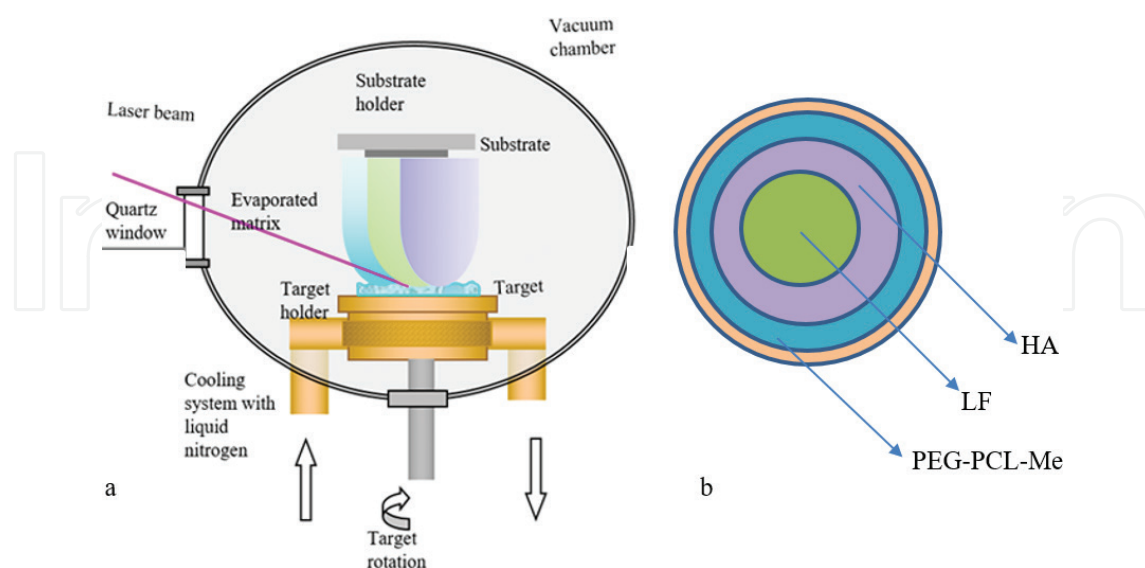 Vacuum
chamber
Substrate
holder
Laser beam
Substrate
Quartz
window
Evaporated
matrix
Target
holder
Target
Cooling
system with
liquid
nitrogen
a
Target
rotation
HA
LF
PEG-PCL-Me
b